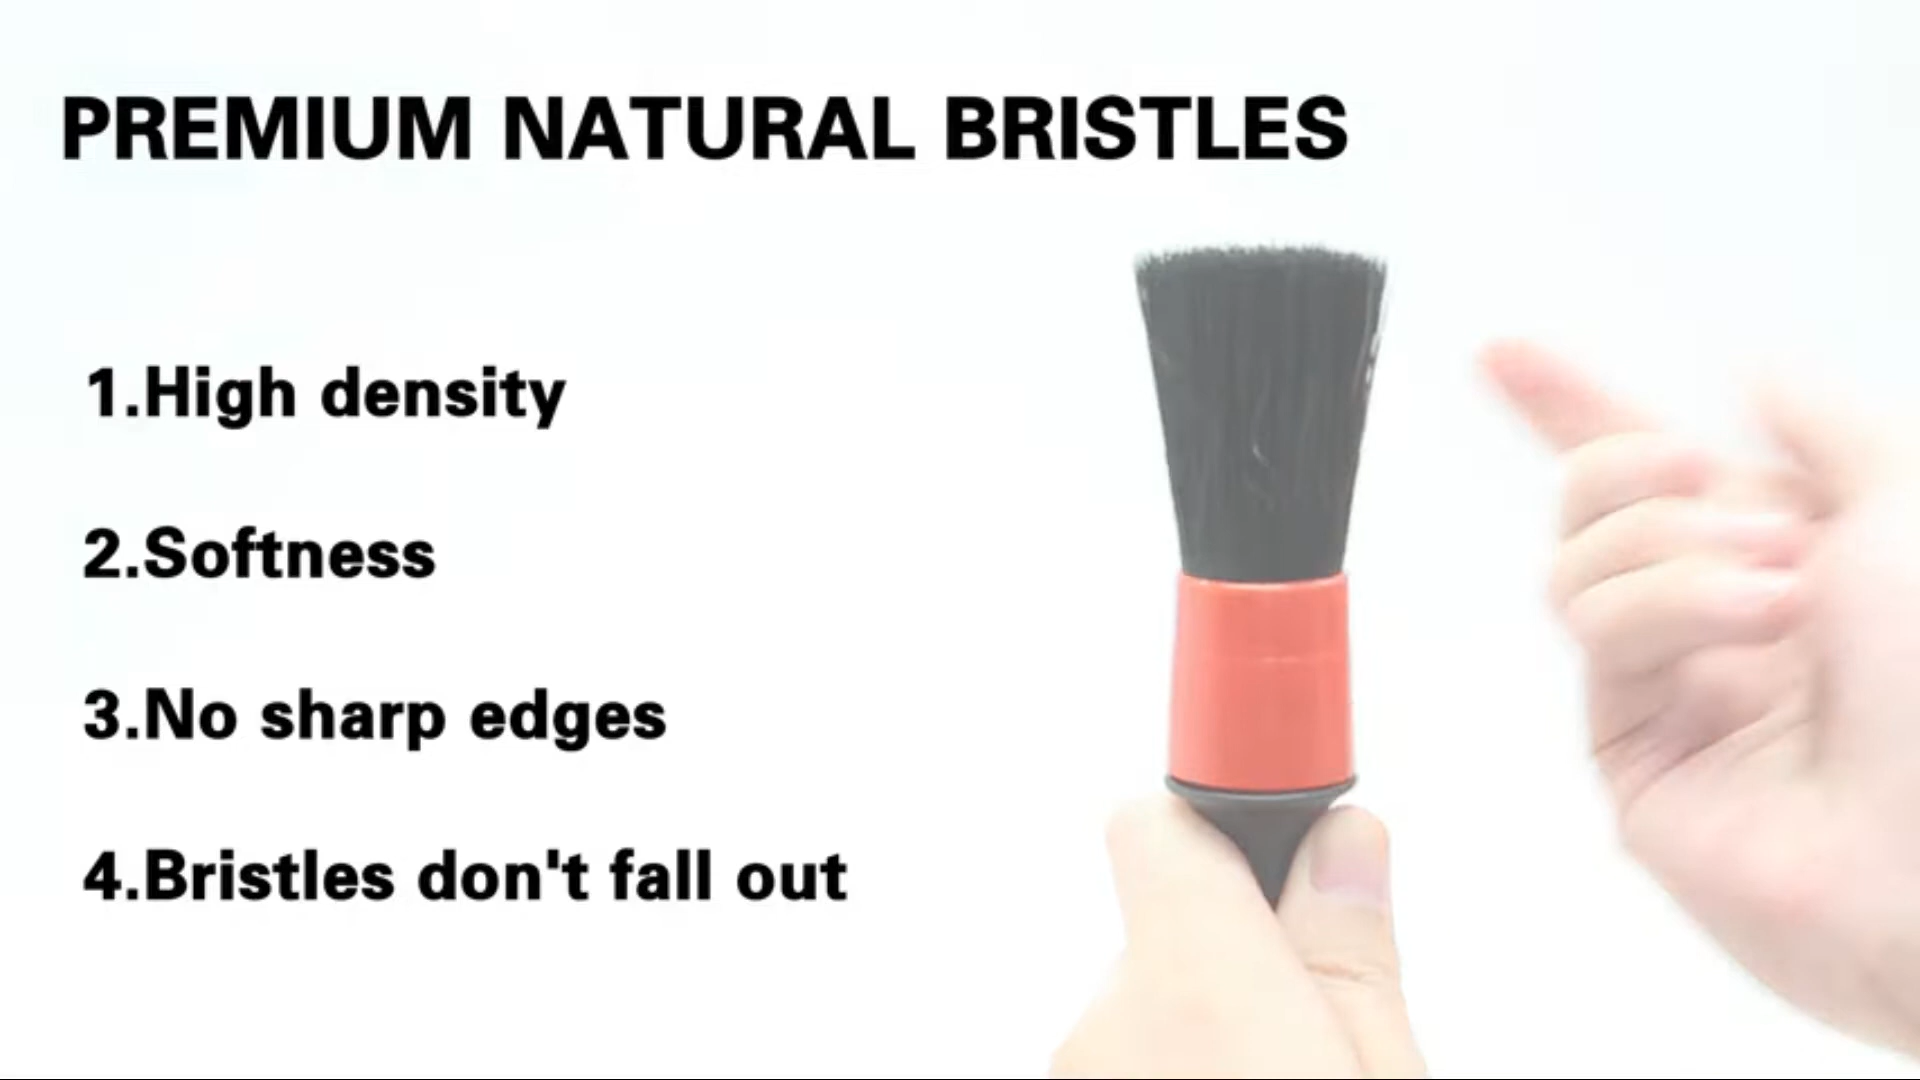 PREMIUM NATURAL BRISTLES
1.High density
2.Softness
3.No sharp edges
4.Bristles don't fall out